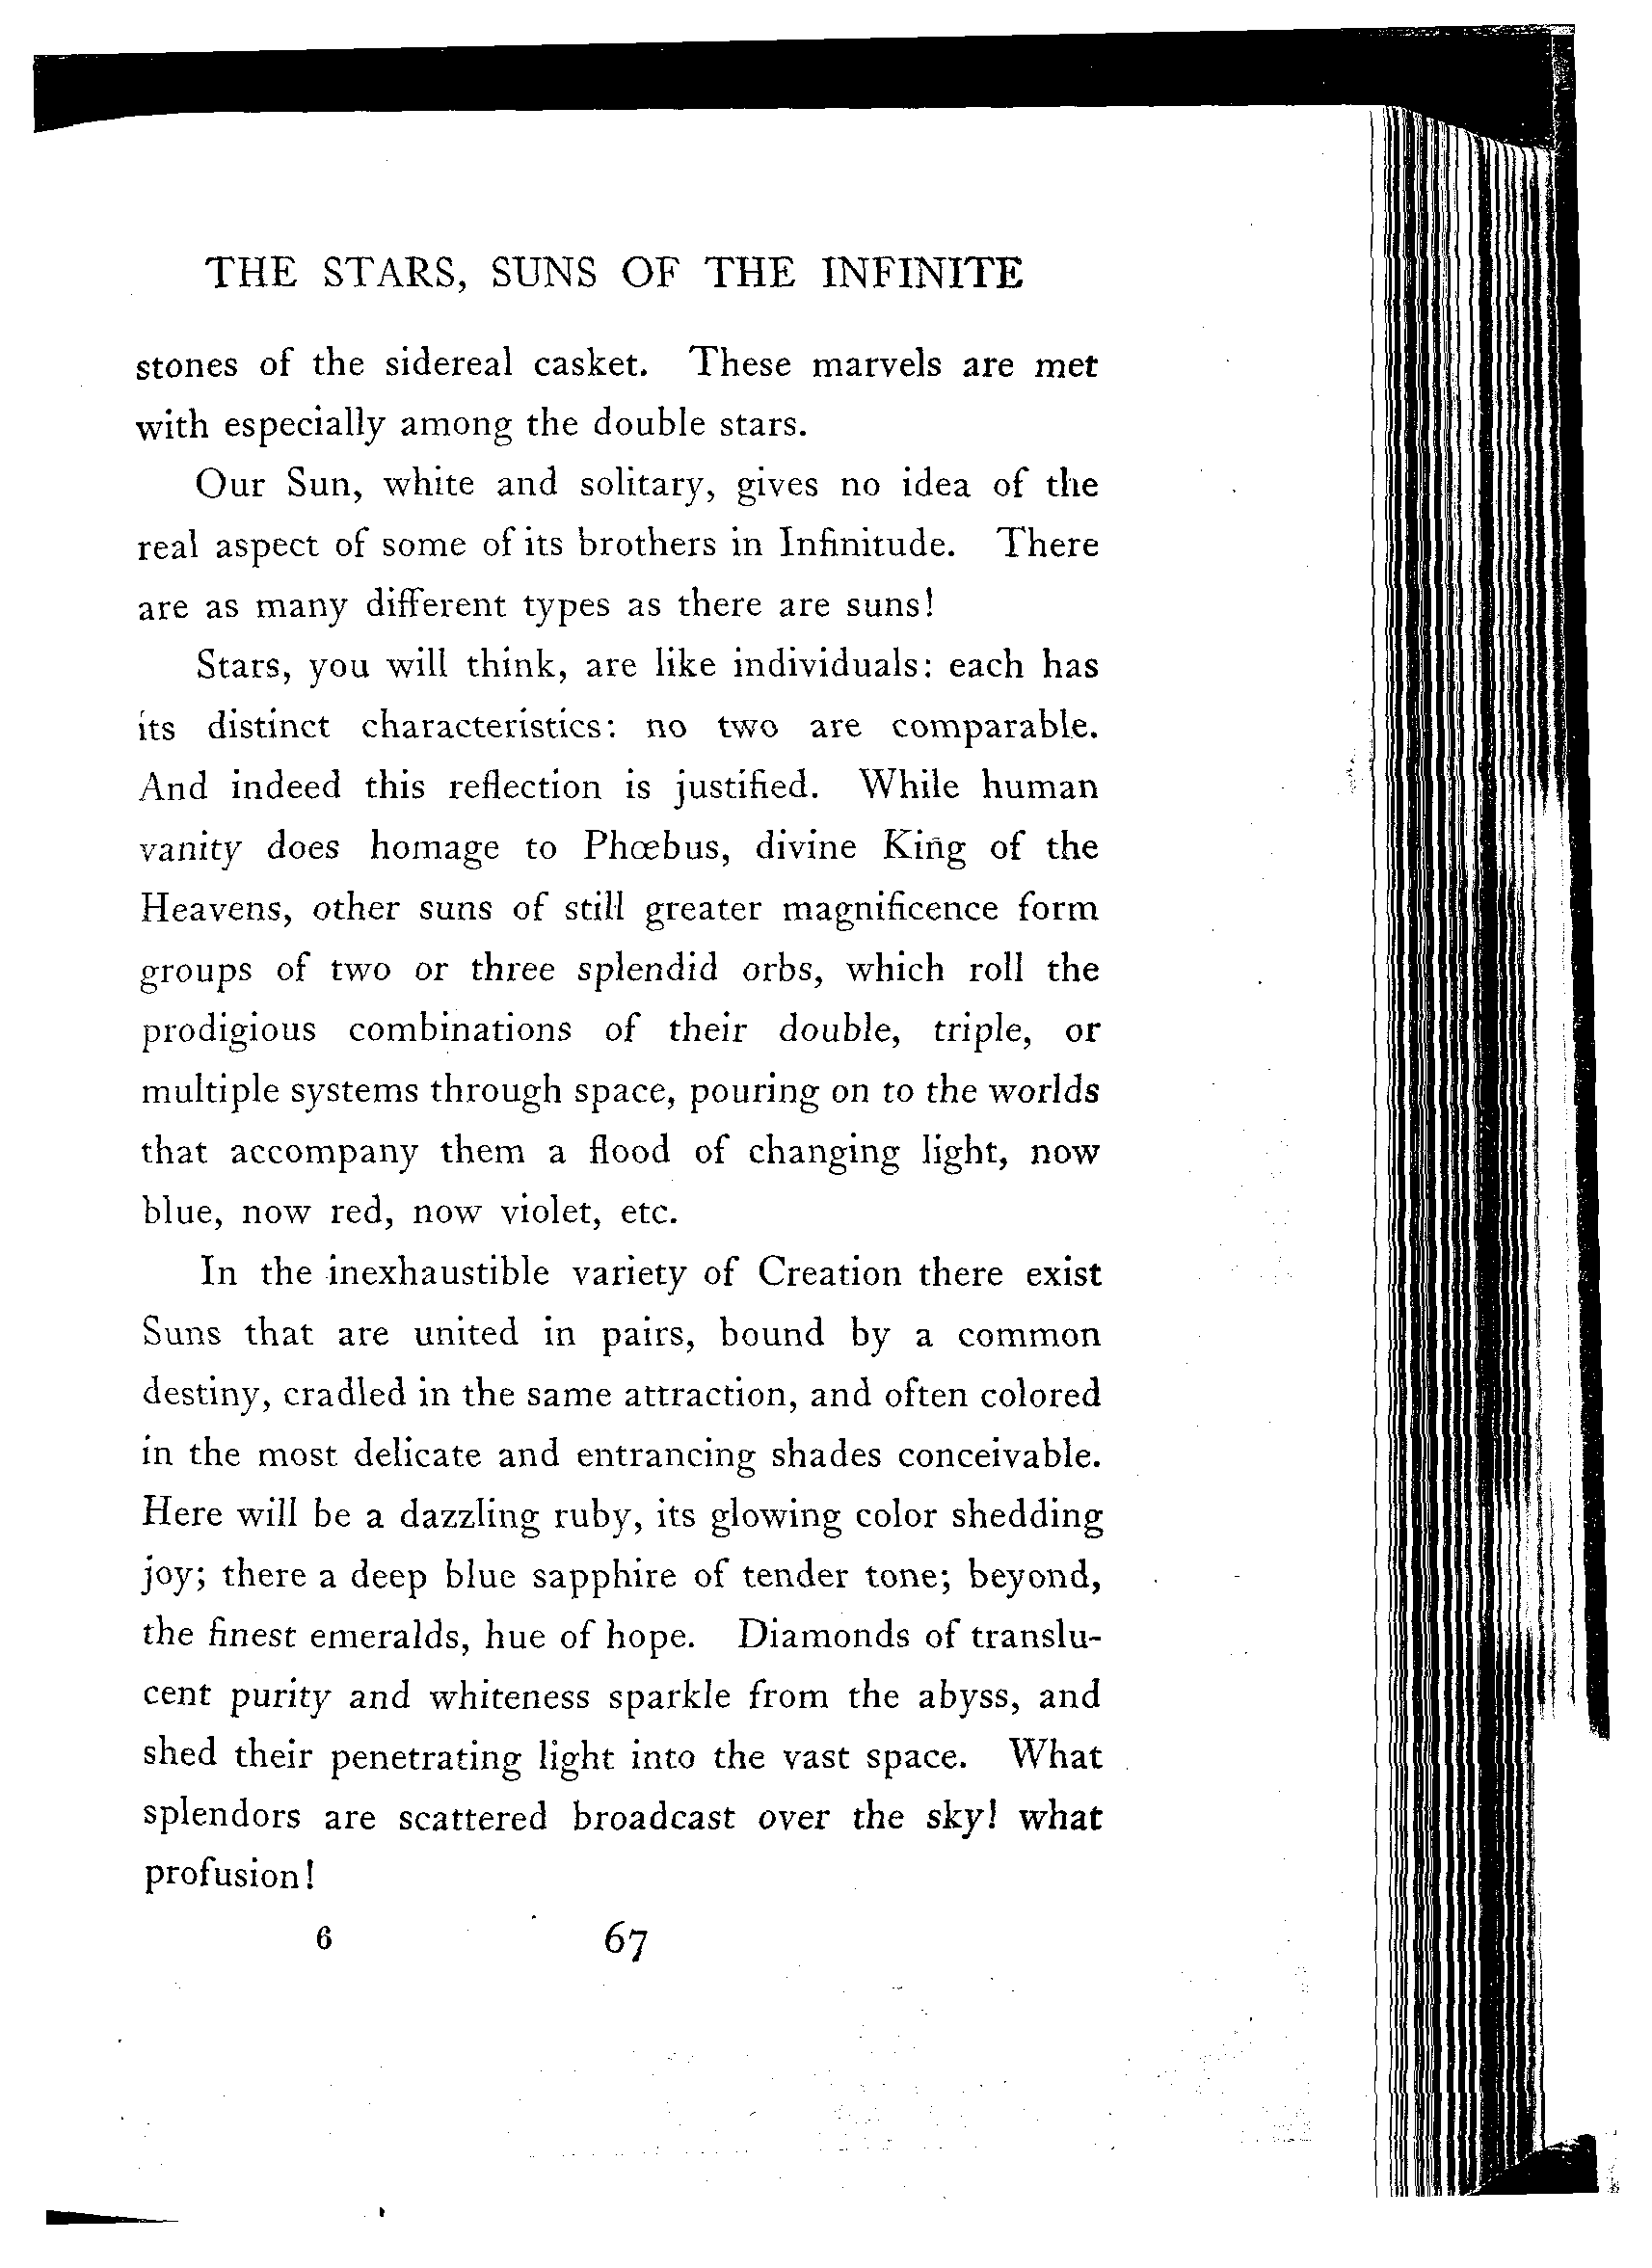 THE STARS, SUNS OF THE INFINITE
stones of the sidereal casket. These marvels are met
with especially among the double stars.
Our Sun, white and solitary, gives no idea of the
real aspect of some of its brothers in Infinitude. There
are as many different types as there are suns!
Stars, you will think, are like individuals: each has
its distinct characteristics: no two are comparable.
And indeed this reflection is justified. While human
vanity does homage to Phœbus, divine King of the
Heavens, other suns of still greater magnificence form
groups of two or three splendid orbs, which roll the
prodigious combinations of their double, triple, or
multiple systems through space, pouring on to the worlds
that accompany them a flood of changing light, now
blue, now red, now violet, etc.
In the inexhaustible variety of Creation there exist
Suns that are united in pairs, bound by a common
destiny, cradled in the same attraction, and often colored
in the most delicate and entrancing shades conceivable.
Here will be a dazzling ruby, its glowing color shedding
joy; there a deep blue sapphire of tender tone; beyond,
the finest emeralds, hue of hope. Diamonds of translu-
cent purity and whiteness sparkle from the abyss, and
shed their penetrating light into the vast space. What
splendors are scattered broadcast over the sky! what
profusion!
6 67